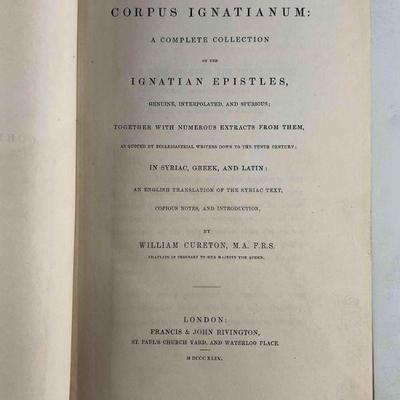 CORPUS IGNATIANUM:
A COMPLETE COLLECTION
OF THE
IGNATIAN EPISTLES,
GENUINE, INTERPOLATED, AND SPURIOUS;
TOGETHER WITH NUMEROUS EXTRACTS FROM THEM,
AS QUOTED BY ECCLESIASTICAL WRITERS DOWN TO THE TENTH CENTURY;
IN SYRIAC, GREEK, AND LATIN:
AN ENGLISH TRANSLATION OF THE SYRIAC TEXT,
COPIOUS NOTES, AND INTRODUCTION,
BY
WILLIAM CURETON, M.A. F.R.S.
CHAPLAIN IN ORDINARY TO HER MAJESTY THE QUEEN.
LONDON:
FRANCIS & JOHN RIVINGTON,
ST. PAUL'S CHURCH YARD, AND WATERLOO PLACE.
M DCCC XLIX.